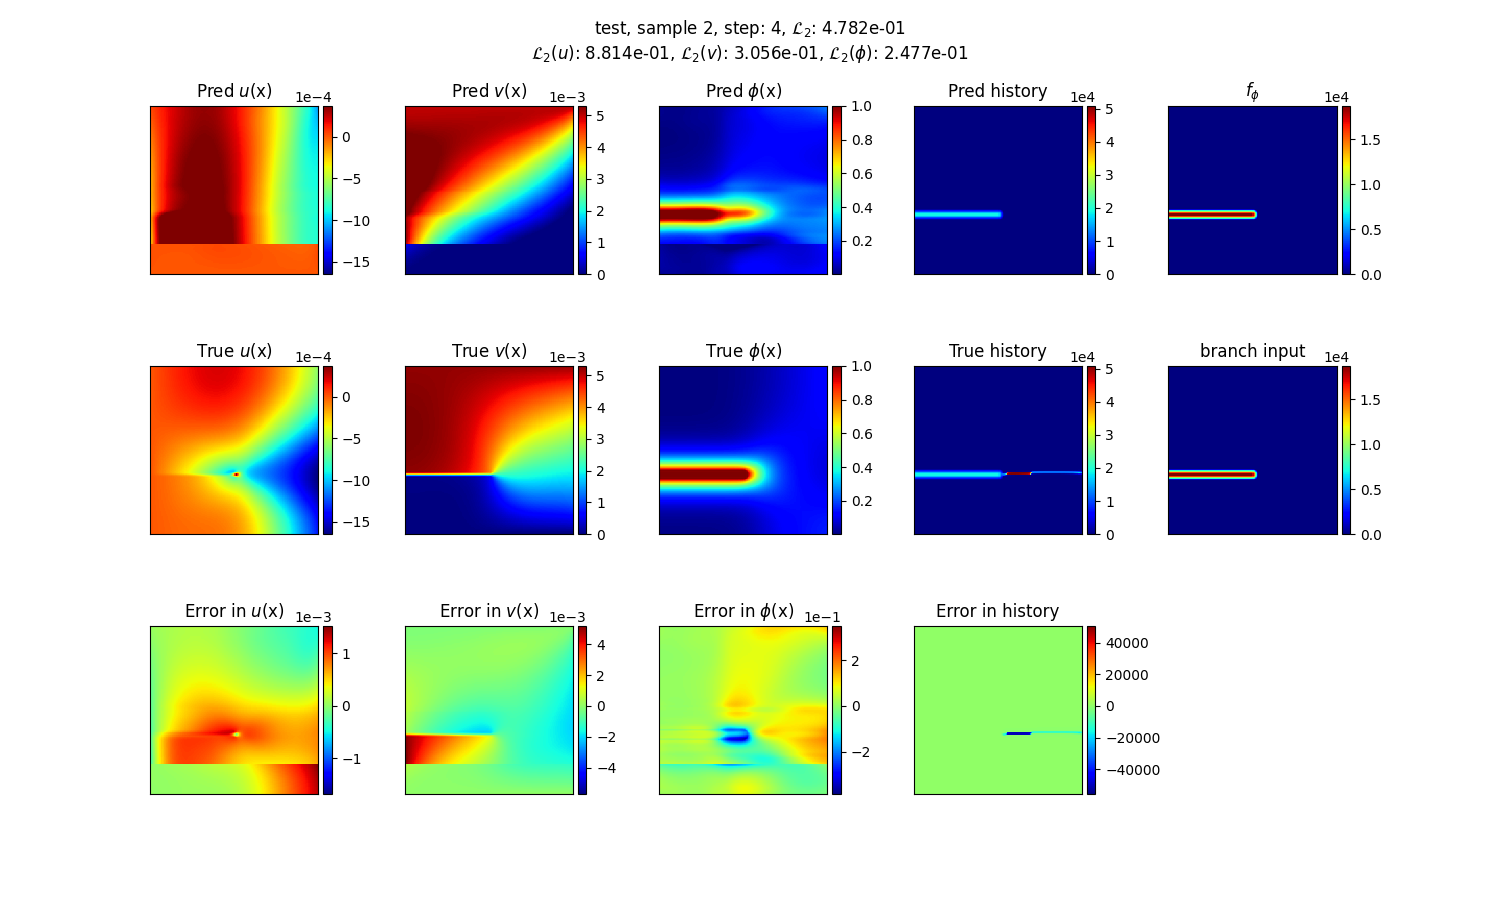 test, sample 2, step: 4, ℒ₂: 4.782e-01
ℒ₂(u): 8.814e-01, ℒ₂(v): 3.056e-01, ℒ₂(ϕ): 2.477e-01
Pred u(x)
1e−4
0
−5
−10
−15
Pred v(x)
1e−3
5
4
3
2
1
0
Pred ϕ(x)
1.0
0.8
0.6
0.4
0.2
Pred history
1e4
5
4
3
2
1
0
fϕ
1e4
1.5
1.0
0.5
0.0
True u(x)
1e−4
0
−5
−10
−15
True v(x)
1e−3
5
4
3
2
1
0
True ϕ(x)
1.0
0.8
0.6
0.4
0.2
True history
1e4
5
4
3
2
1
0
branch input
1e4
1.5
1.0
0.5
0.0
Error in u(x)
1e−3
1
0
−1
Error in v(x)
1e−3
4
2
0
−2
−4
Error in ϕ(x)
1e−1
2
0
−2
Error in history
40000
20000
0
−20000
−40000